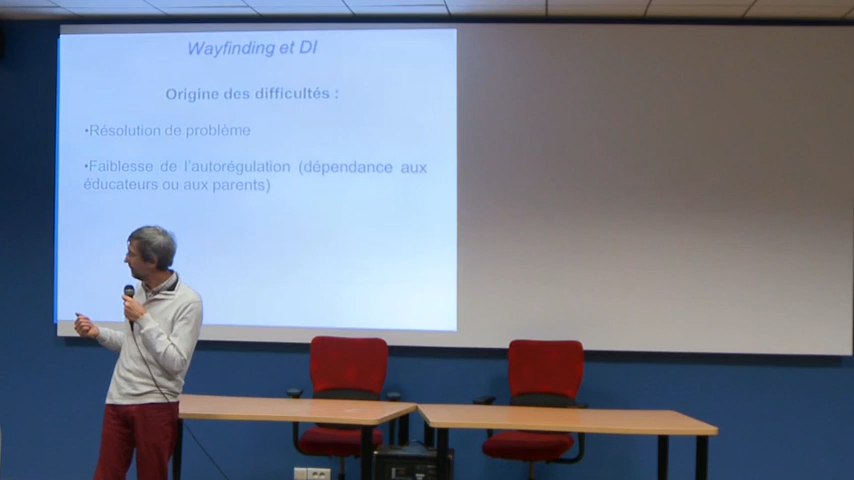 Wayfinding et DI
Origine des difficultés :
•Résolution de problème
•Faiblesse de l'autorégulation (dépendance aux
éducateurs ou aux parents)